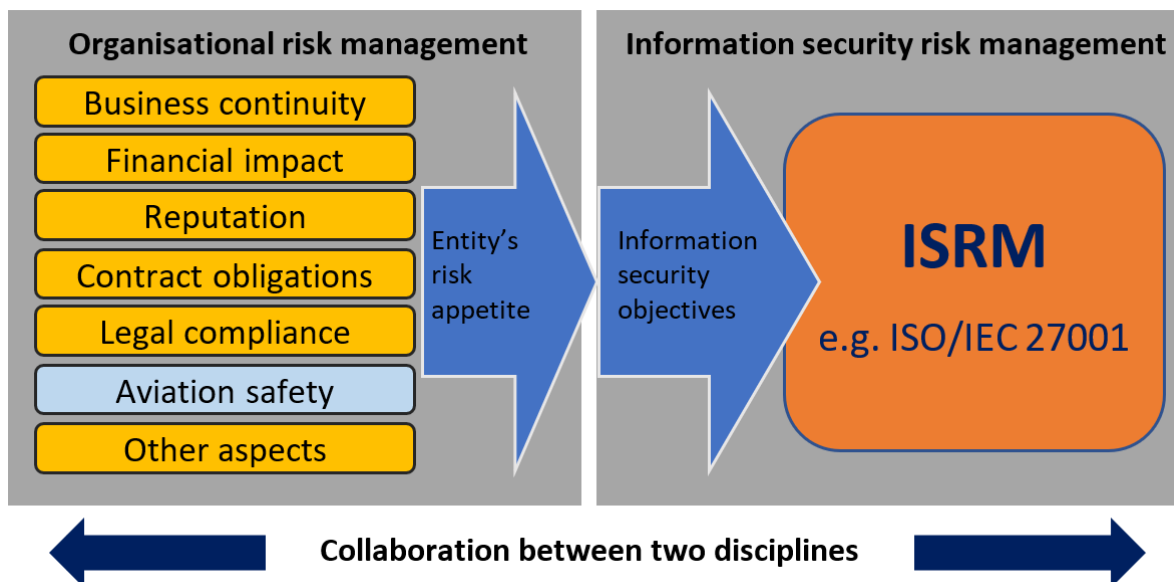 Organisational risk management
Business continuity
Financial impact
Reputation
Contract obligations
Legal compliance
Aviation safety
Other aspects
Entity’s
risk
appetite
Information security risk management
Information
security
objectives
ISRM
e.g. ISO/IEC 27001
Collaboration between two disciplines